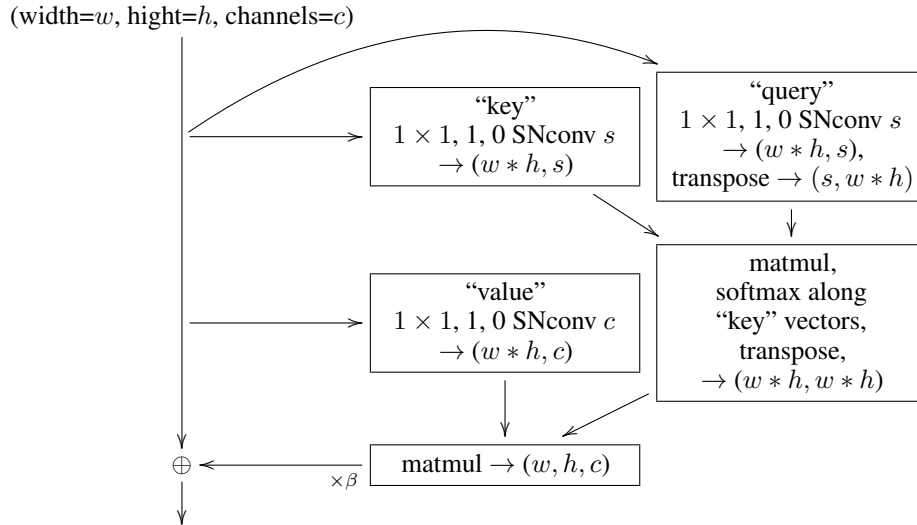 (width=w, hight=h, channels=c)
“key”
1 × 1, 1, 0 SNconv s
→ (w ∗ h, s)
“query”
1 × 1, 1, 0 SNconv s
→ (w ∗ h, s),
transpose → (s, w ∗ h)
matmul,
softmax along
“key” vectors,
transpose,
→ (w ∗ h, w ∗ h)
“value”
1 × 1, 1, 0 SNconv c
→ (w ∗ h, c)
matmul → (w, h, c)
×β
⊕